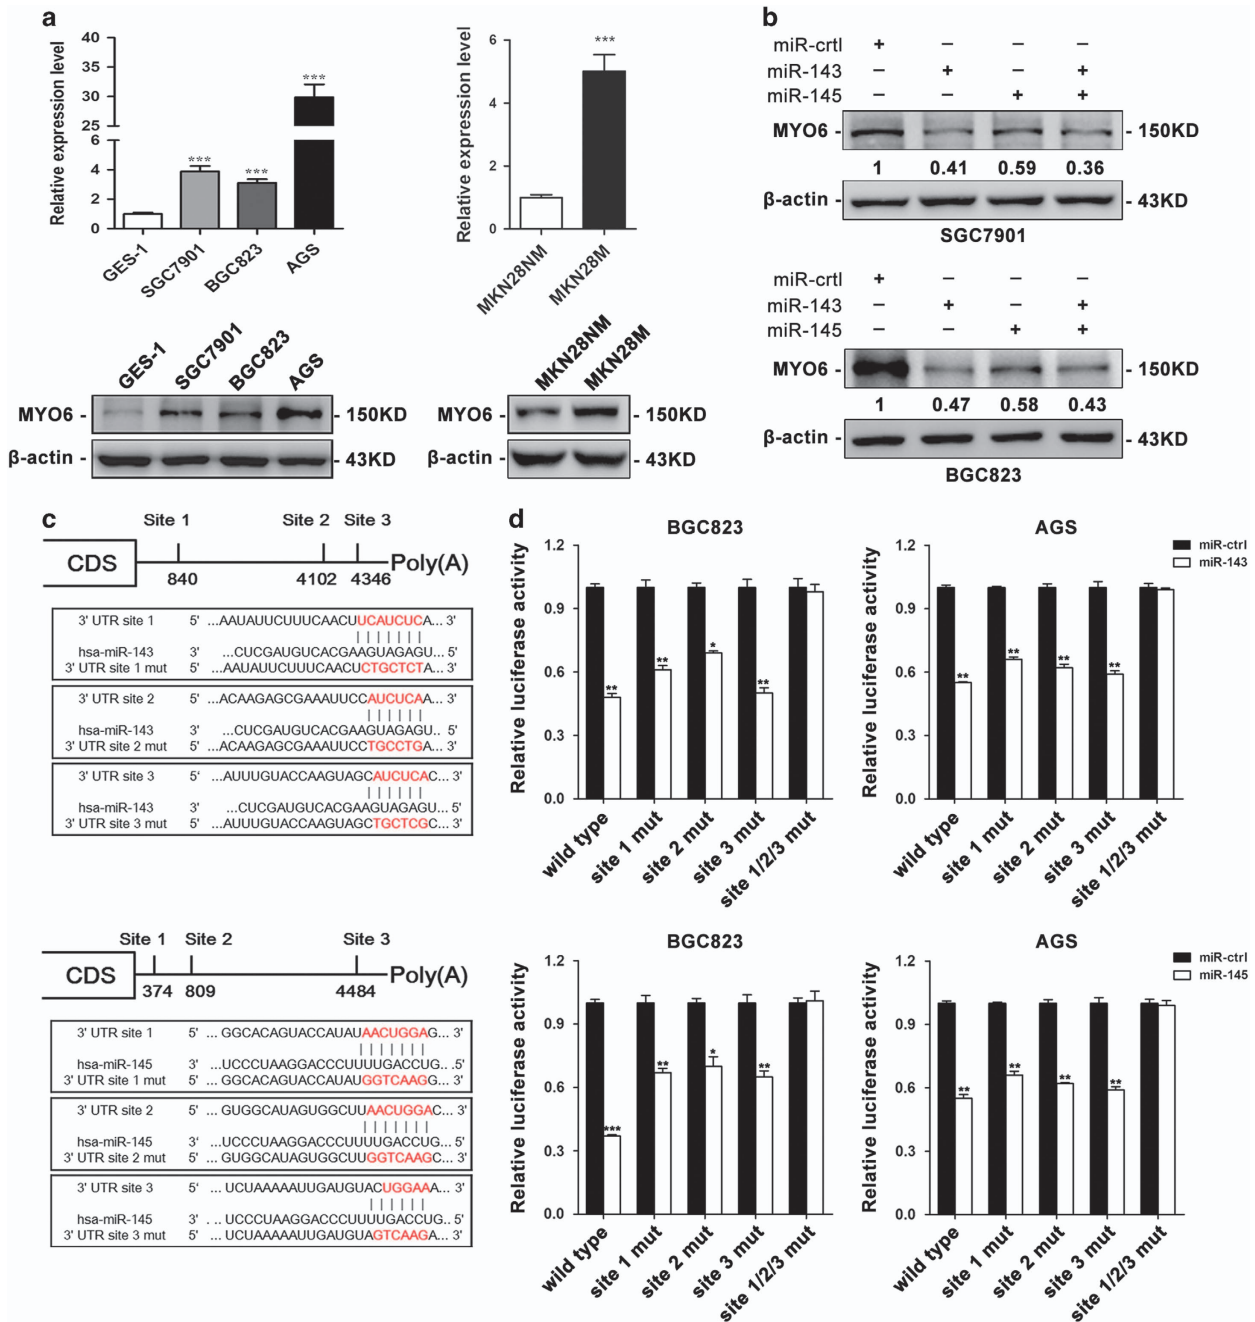 a
Relative expression level
40
35
30
25
6
4
2
0
***
***
***
GES-1
SGC7901
BGC823
AGS
Relative expression level
6
4
2
0
***
MKN28NM
MKN28M
GES-1
SGC7901
BGC823
AGS
MYO6 - - 150KD
β-actin - - 43KD
MKN28NM
MKN28M
MYO6 - - 150KD
β-actin - - 43KD
b
miR-crtl + – – –
miR-143 – + – +
miR-145 – – + +
MYO6 - - 150KD
1 0.41 0.59 0.36
β-actin - - 43KD
SGC7901
miR-crtl + – – –
miR-143 – + – +
miR-145 – – + +
MYO6 - - 150KD
1 0.47 0.58 0.43
β-actin - - 43KD
BGC823
c
Site 1 Site 2 Site 3
CDS Poly(A)
840 4102 4346
3' UTR site 1 5' ...AAUAUUCUUUCAACUUCAUCUCA... 3'
hsa-miR-143 3' ...CUCGAUGUCACGAAGUAGAGU... 5'
3' UTR site 1 mut 5' ...AAUAUUCUUUCAACUCTGCTCTA... 3'
3' UTR site 2 5' ...ACAAGAGCGAAAUUCCAUCUCAA... 3'
hsa-miR-143 3' ...CUCGAUGUCACGAAGUAGAGU.. 5'
3' UTR site 2 mut 5' ...ACAAGAGCGAAAUUCCTGCCTGA... 3'
3' UTR site 3 5' ...AUUUGUACCAAGUAGCAUCUCAC... 3'
hsa-miR-143 3' ...CUCGAUGUCACGAAGUAGAGU... 5'
3' UTR site 3 mut 5' ...AUUUGUACCAAGUAGCTGCTCGC... 3'
Site 1 Site 2 Site 3
CDS Poly(A)
374 809 4484
3' UTR site 1 5' ... GGCACAGUACCAUAUAACUGGAG... 3'
hsa-miR-145 3' ...UCCCUAAGGACCCUUUUGACCUG.. .5'
3' UTR site 1 mut 5' ... GGCACAGUACCAUAUGGTCAAGG... 3'
3' UTR site 2 5' ... GUGGCAUAGUGGCUUAACUGGAC... 3'
hsa-miR-145 3' ...UCCCUAAGGACCCUUUUGACCUG... 5'
3' UTR site 2 mut 5' ... GUGGCAUAGUGGCUUGGTCAAGC... 3'
3' UTR site 3 5' ... UCUAAAAAUUGAUGUACUGGAAA... 3'
hsa-miR-145 3' . .. UCCCUAAGGACCCUUUUGACCUG.. 5'
3' UTR site 3 mut 5' ... UCUAAAAAUUGAUGUAGTCAAGA... 3'
d
BGC823
Relative luciferase activity
1.2
0.9
0.6
0.3
0.0
**
**
*
**
wild type
site 1 mut
site 2 mut
site 3 mut
site 1/2/3 mut
AGS
miR-ctrl
miR-143
Relative luciferase activity
1.2
0.9
0.6
0.3
0.0
**
**
**
**
wild type
site 1 mut
site 2 mut
site 3 mut
site 1/2/3 mut
BGC823
Relative luciferase activity
1.2
0.9
0.6
0.3
0.0
***
**
*
**
wild type
site 1 mut
site 2 mut
site 3 mut
site 1/2/3 mut
AGS
miR-ctrl
miR-145
Relative luciferase activity
1.2
0.9
0.6
0.3
0.0
**
**
**
**
wild type
site 1 mut
site 2 mut
site 3 mut
site 1/2/3 mut